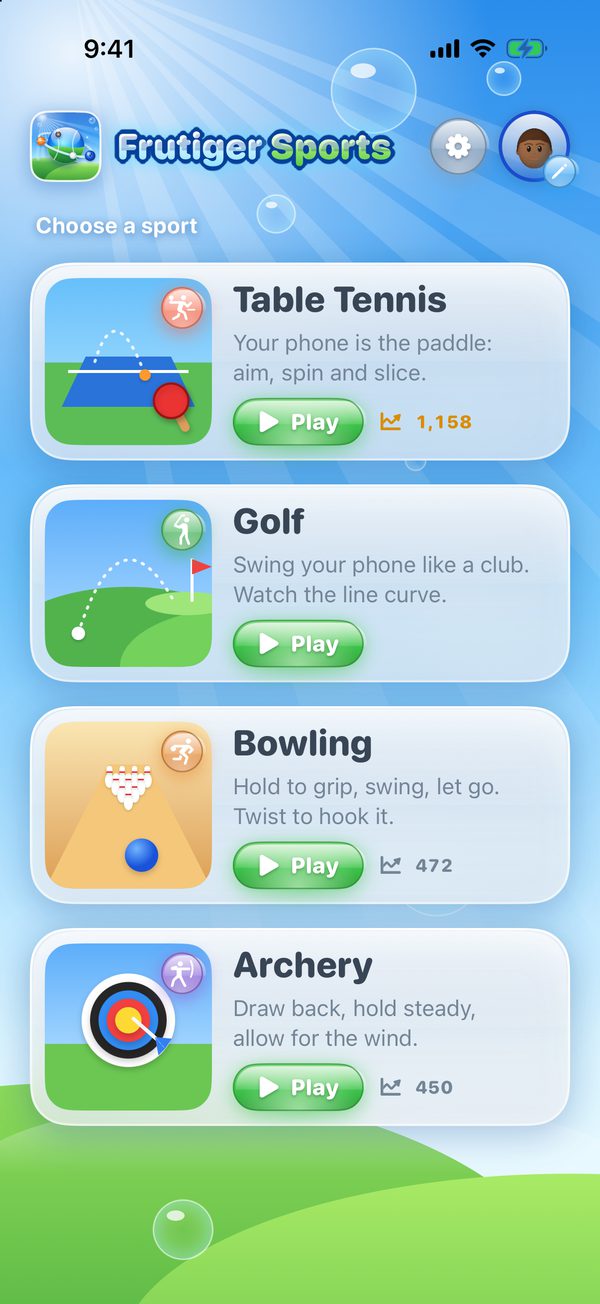 9:41
Frutiger Sports
Choose a sport
Table Tennis
Your phone is the paddle:
aim, spin and slice.
Play
1,158
Golf
Swing your phone like a club.
Watch the line curve.
Play
Bowling
Hold to grip, swing, let go.
Twist to hook it.
Play
472
Archery
Draw back, hold steady,
allow for the wind.
Play
450